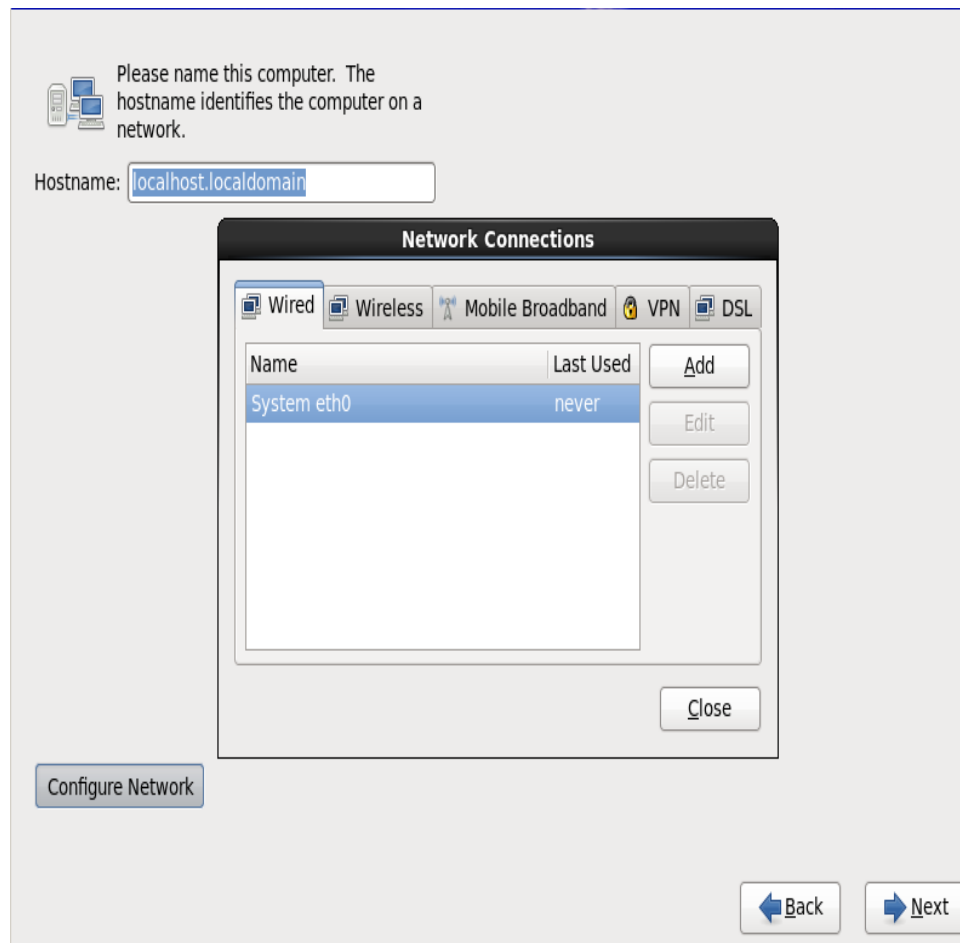 Please name this computer.  The
hostname identifies the computer on a
network.
Hostname: localhost.localdomain
Network Connections
Wired Wireless Mobile Broadband VPN DSL
Name Last Used
System eth0 never
Add
Edit
Delete
Close
Configure Network
Back Next